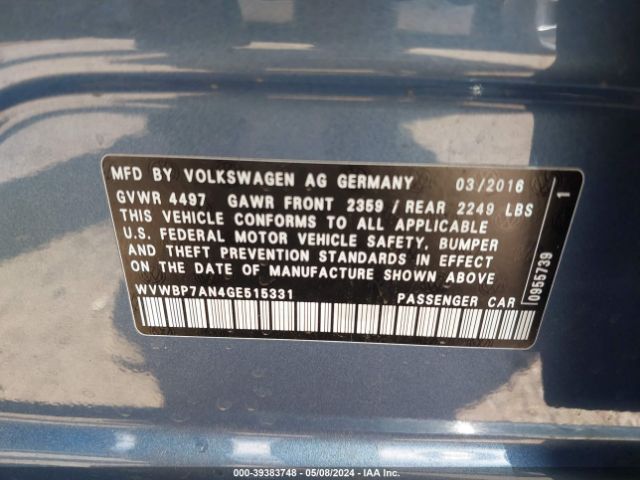 MFD BY VOLKSWAGEN AG GERMANY 03/2016
GVWR 4497 GAWR FRONT 2359 / REAR 2249 LBS
THIS VEHICLE CONFORMS TO ALL APPLICABLE
U.S. FEDERAL MOTOR VEHICLE SAFETY, BUMPER
AND THEFT PREVENTION STANDARDS IN EFFECT
ON THE DATE OF MANUFACTURE SHOWN ABOVE
WVWBP7AN4GE515331 PASSENGER CAR
0955739 1
000-39383748 - 05/08/2024 - IAA Inc.